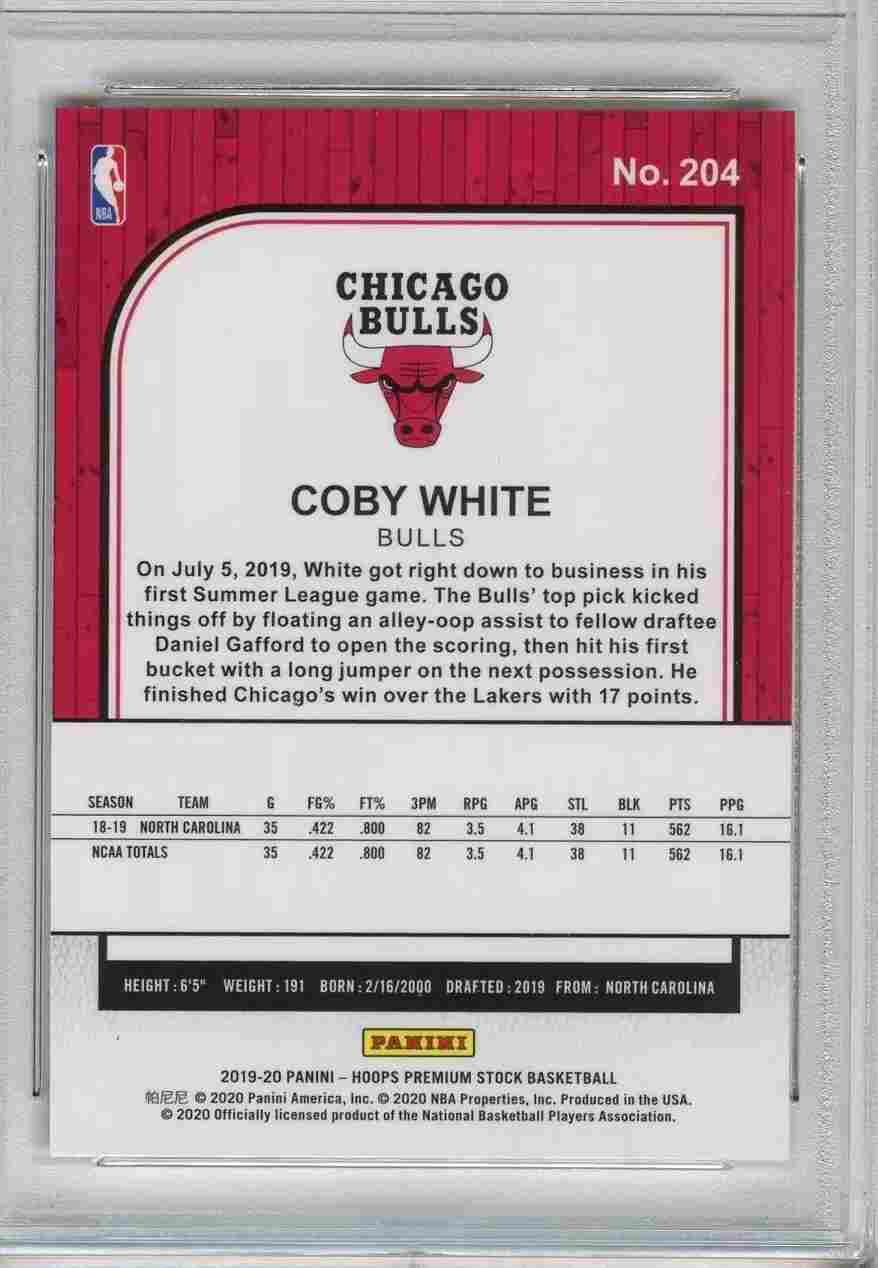 NBA
No. 204
CHICAGO
BULLS
COBY WHITE
BULLS
On July 5, 2019, White got right down to business in his
first Summer League game. The Bulls' top pick kicked
things off by floating an alley-oop assist to fellow draftee
Daniel Gafford to open the scoring, then hit his first
bucket with a long jumper on the next possession. He
finished Chicago's win over the Lakers with 17 points.
SEASON TEAM G FG% FT% 3PM RPG APG STL BLK PTS PPG
18-19 NORTH CAROLINA 35 .422 .800 82 3.5 4.1 38 11 562 16.1
NCAA TOTALS 35 .422 .800 82 3.5 4.1 38 11 562 16.1
HEIGHT: 6'5" WEIGHT: 191 BORN: 2/16/2000 DRAFTED: 2019 FROM: NORTH CAROLINA
PANINI
2019-20 PANINI – HOOPS PREMIUM STOCK BASKETBALL
帕尼尼 © 2020 Panini America, Inc. © 2020 NBA Properties, Inc. Produced in the USA.
© 2020 Officially licensed product of the National Basketball Players Association.